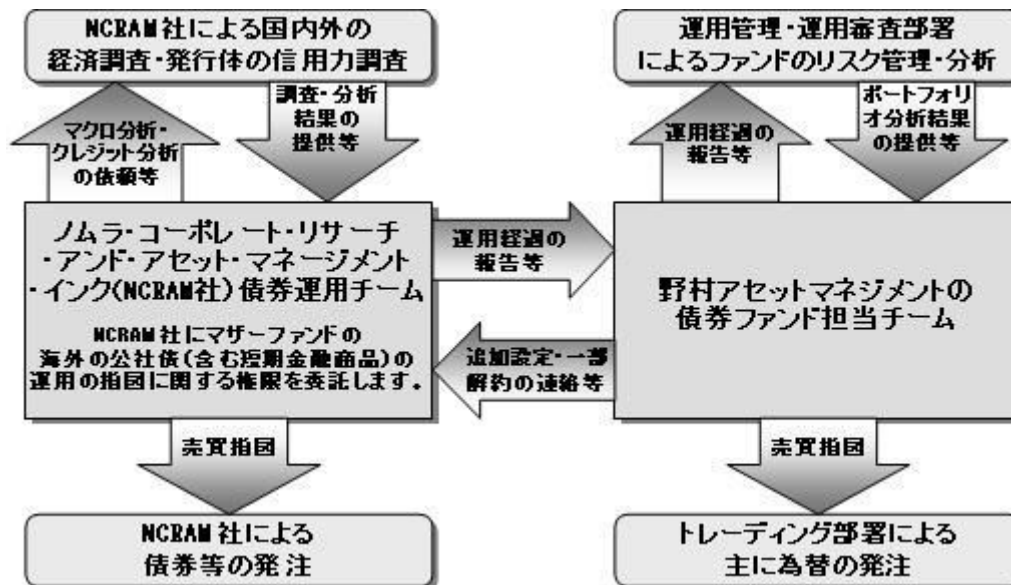 NCRAM社による国内外の
経済調査・発行体の信用力調査
運用管理・運用審査部署
によるファンドのリスク管理・分析
マクロ分析・
クレジット分析
の依頼等
調査・分析
結果の
提供等
運用経過の
報告等
ポートフォリ
オ分析結果
の提供等
ノムラ・コーポレート・リサーチ
・アンド・アセット・マネージメント
・インク(NCRAM社)債券運用チーム
NCRAM社にマザーファンドの
海外の公社債(含む短期金融商品)の
運用の指図に関する権限を委託します。
運用経過の
報告等
追加設定・一部
解約の連絡等
野村アセットマネジメントの
債券ファンド担当チーム
売買指図
売買指図
NCRAM社による
債券等の発注
トレーディング部署による
主に為替の発注